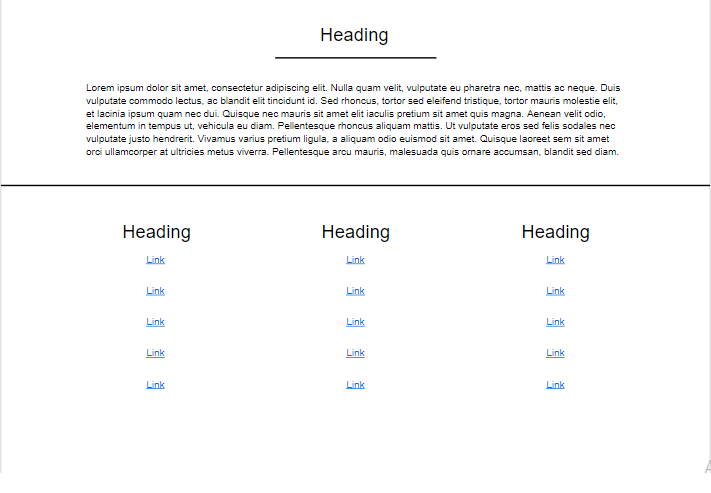 Heading
Lorem ipsum dolor sit amet, consectetur adipiscing elit. Nulla quam velit, vulputate eu pharetra nec, mattis ac neque. Duis
vulputate commodo lectus, ac blandit elit tincidunt id. Sed rhoncus, tortor sed eleifend tristique, tortor mauris molestie elit,
et lacinia ipsum quam nec dui. Quisque nec mauris sit amet elit iaculis pretium sit amet quis magna. Aenean velit odio,
elementum in tempus ut, vehicula eu diam. Pellentesque rhoncus aliquam mattis. Ut vulputate eros sed felis sodales nec
vulputate justo hendrerit. Vivamus varius pretium ligula, a aliquam odio euismod sit amet. Quisque laoreet sem sit amet
orci ullamcorper at ultricies metus viverra. Pellentesque arcu mauris, malesuada quis ornare accumsan, blandit sed diam.
Heading
Link
Link
Link
Link
Link
Heading
Link
Link
Link
Link
Link
Heading
Link
Link
Link
Link
Link